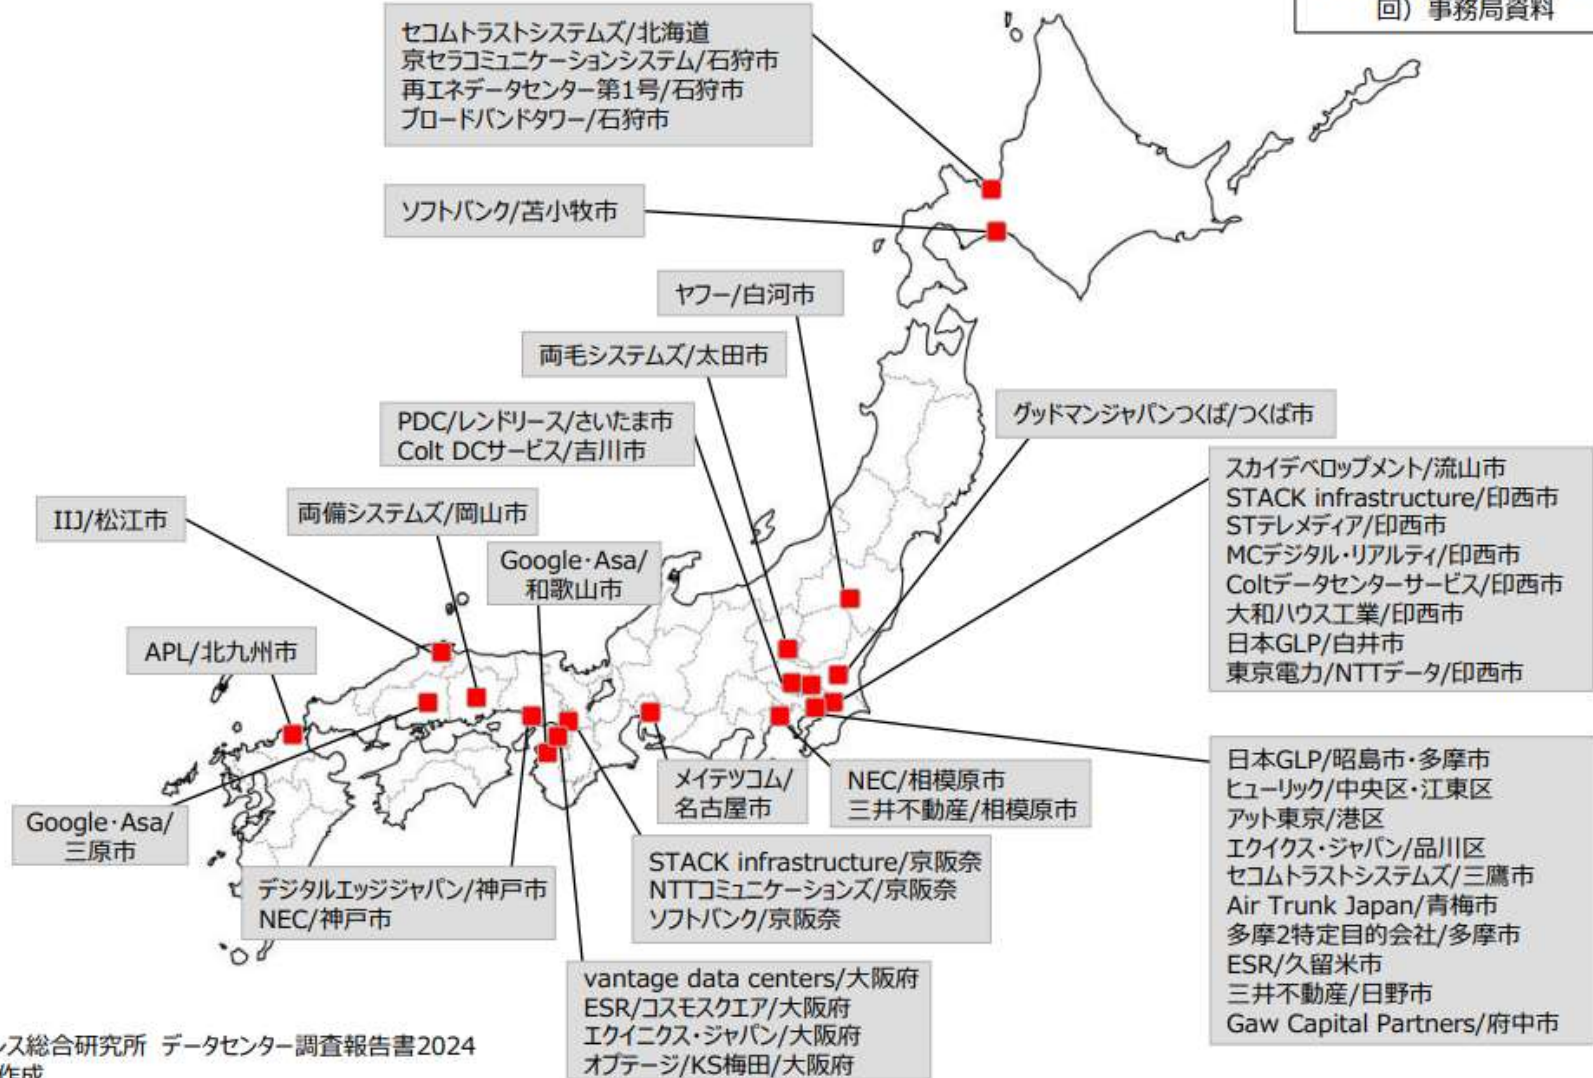 回）事務局資料
セコムトラストシステムズ/北海道
京セラコミュニケーションシステム/石狩市
再エネデータセンター第1号/石狩市
ブロードバンドタワー/石狩市
ソフトバンク/苫小牧市
ヤフー/白河市
両毛システムズ/太田市
PDC/レンドリース/さいたま市
Colt DCサービス/吉川市
グッドマンジャパンつくば/つくば市
スカイデベロップメント/流山市
STACK infrastructure/印西市
STテレメディア/印西市
MCデジタル・リアルティ/印西市
Coltデータセンターサービス/印西市
大和ハウス工業/印西市
日本GLP/白井市
東京電力/NTTデータ/印西市
IIJ/松江市
両備システムズ/岡山市
Google・Asa/
和歌山市
APL/北九州市
Google・Asa/
三原市
デジタルエッジジャパン/神戸市
NEC/神戸市
メイテツコム/
名古屋市
NEC/相模原市
三井不動産/相模原市
STACK infrastructure/京阪奈
NTTコミュニケーションズ/京阪奈
ソフトバンク/京阪奈
日本GLP/昭島市・多摩市
ヒューリック/中央区・江東区
アット東京/港区
エクイクス・ジャパン/品川区
セコムトラストシステムズ/三鷹市
Air Trunk Japan/青梅市
多摩2特定目的会社/多摩市
ESR/久留米市
三井不動産/日野市
Gaw Capital Partners/府中市
vantage data centers/大阪府
ESR/コスモスクエア/大阪府
エクイニクス・ジャパン/大阪府
オプテージ/KS梅田/大阪府
ス総合研究所 データセンター調査報告書2024
作成